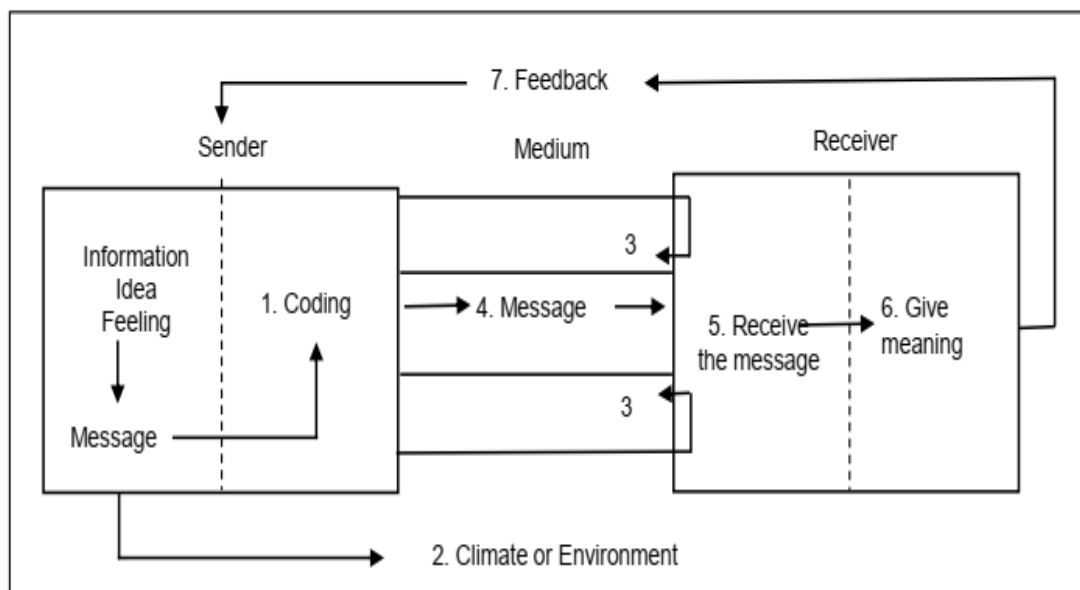 7. Feedback
Sender
Medium
Receiver
Information
Idea
Feeling
Message
1. Coding
3
4. Message
3
5. Receive
the message
6. Give
meaning
2. Climate or Environment